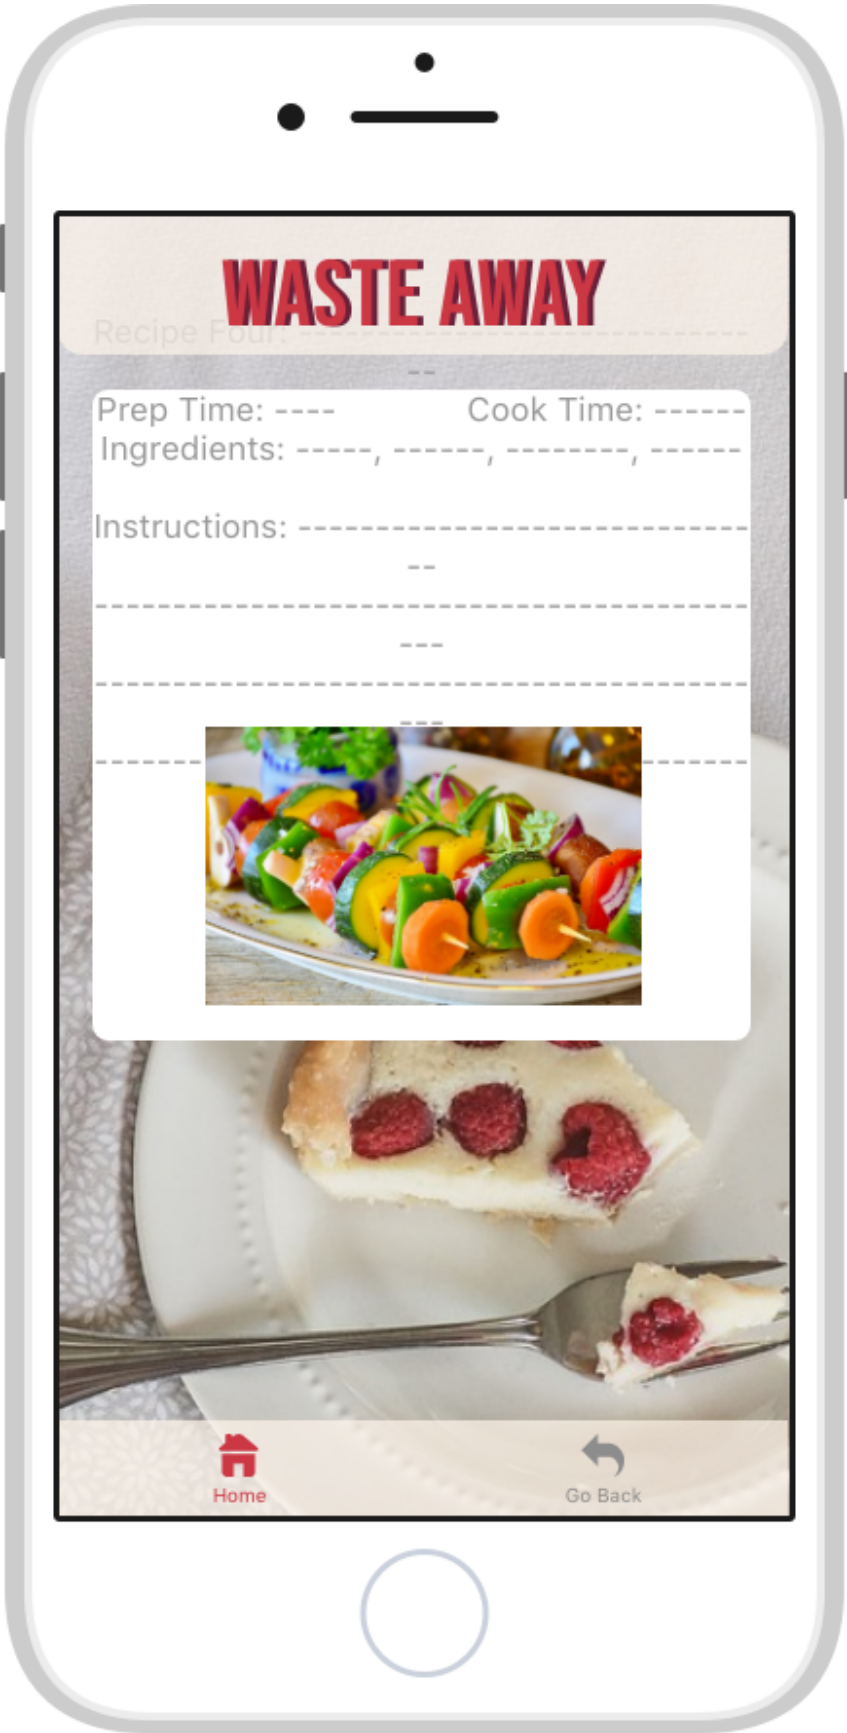 WASTE AWAY
Recipe Four: -----------------------------
--
Prep Time: ---- Cook Time: ------
Ingredients: -----, ------, --------, ------
Instructions: -----------------------------
--
------------------------------------------
---
------------------------------------------
---
------- -------
Home Go Back